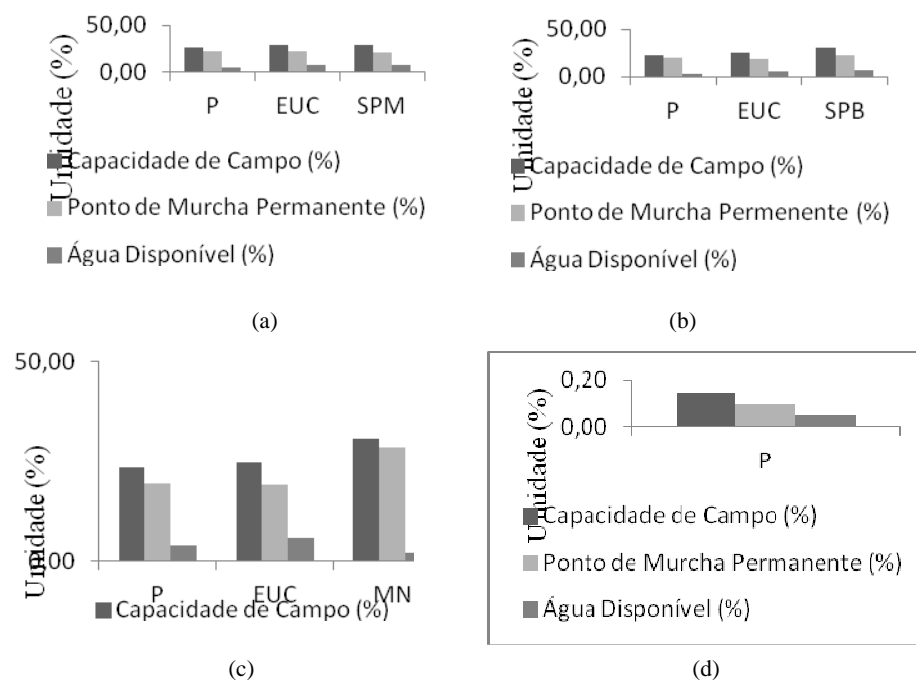 50,00
0,00
Umidade (%)
P EUC SPM
Capacidade de Campo (%)
Ponto de Murcha Permanente (%)
Água Disponível (%)
(a)
50,00
0,00
Umidade (%)
P EUC SPB
Capacidade de Campo (%)
Ponto de Murcha Permenente (%)
Água Disponível (%)
(b)
50,00
0,00
Umidade (%)
P EUC MN
Capacidade de Campo (%)
(c)
0,20
0,00
Umidade (%)
P
Capacidade de Campo (%)
Ponto de Murcha Permanente (%)
Água Disponível (%)
(d)